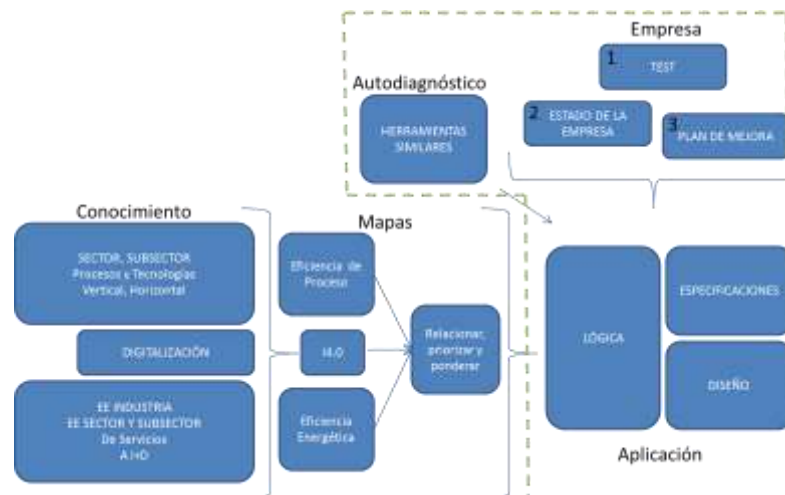 Empresa
1
TEST
Autodiagnóstico
HERRAMIENTAS
SIMILARES
2
ESTADO DE LA
EMPRESA
3
PLAN DE MEJORA
Conocimiento
SECTOR, SUBSECTOR
Procesos y Tecnologías
Vertical, Horizontal
DIGITALIZACIÓN
EE INDUSTRIA
EE SECTOR Y SUBSECTOR
De Servicios
A I+D
Mapas
Eficiencia de
Proceso
I4.0
Eficiencia
Energética
Relacionar,
priorizar y
ponderar
LÓGICA
ESPECIFICACIONES
DISEÑO
Aplicación